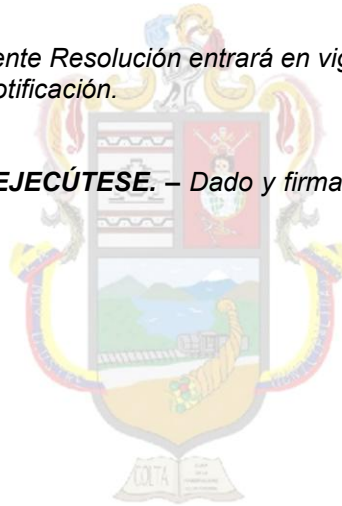 ente Resolución entrará en vig
otificación.
EJECÚTESE. – Dado y firma
COLTA